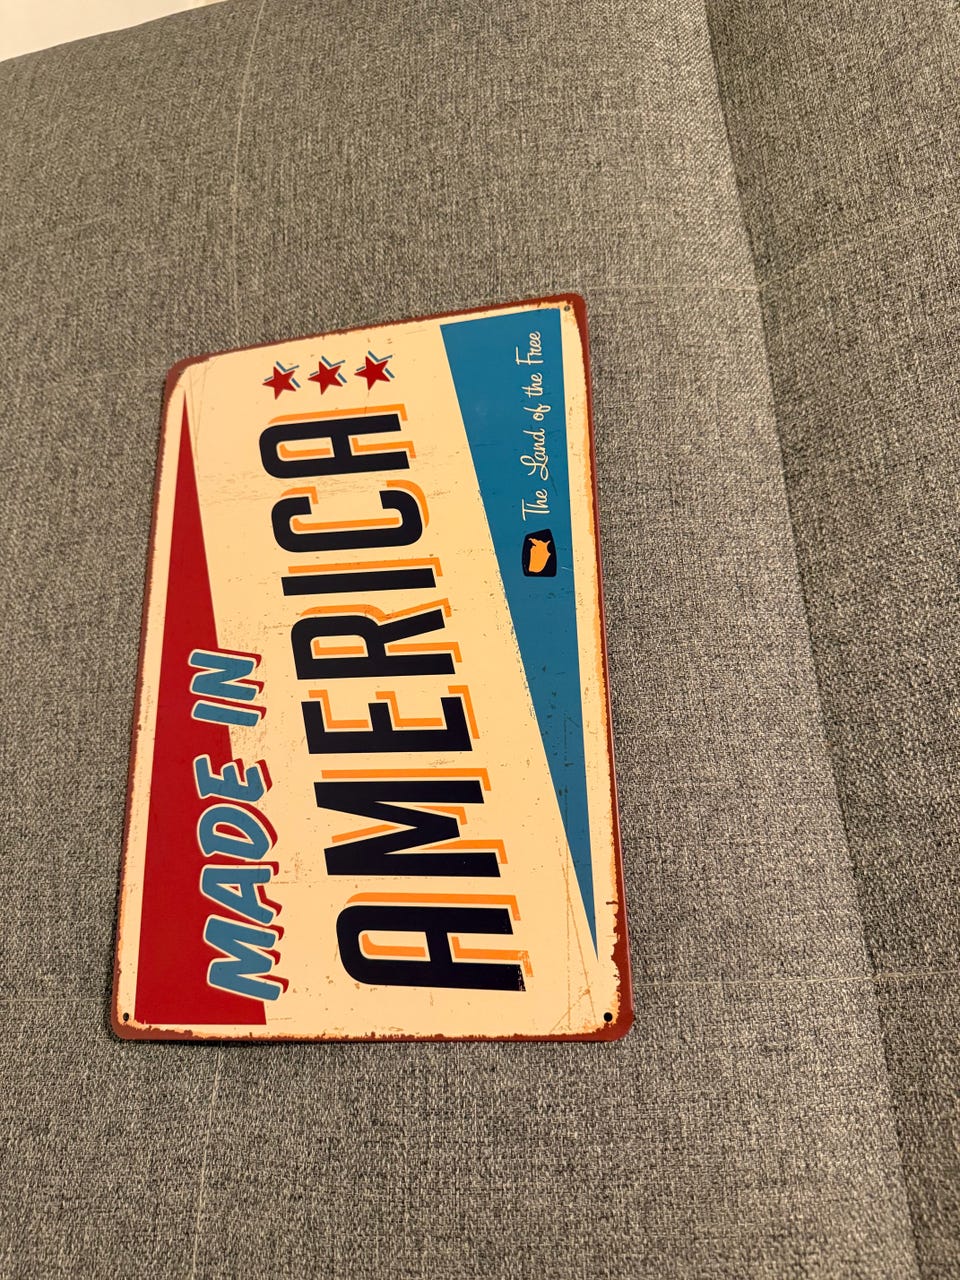 MADE IN
AMERICA
The Land of the Free